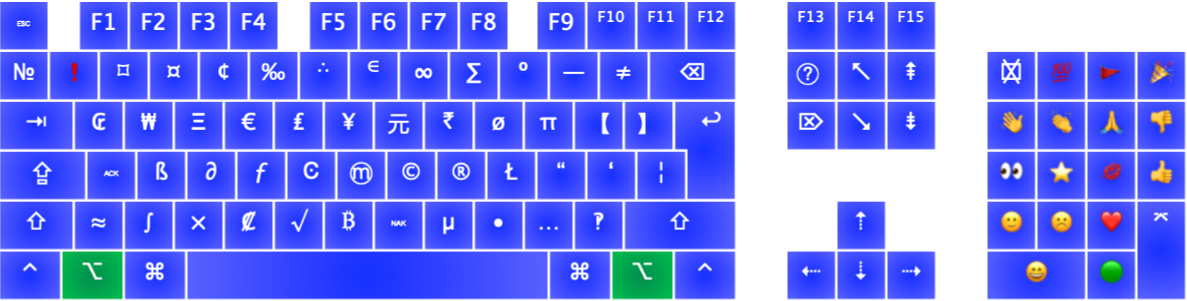 ESC F1 F2 F3 F4 F5 F6 F7 F8 F9 F10 F11 F12 F13 F14 F15
№ ❗ ⌑ ¤ ¢ ‰ ∴ ∈ ∞ ∑ º — ≠ ⌫ ? ↖ ⇞ 💯 🚩 🎉
⇥ ₢ ₩ Ξ € £ ¥ 元 ₹ ø π 【 】 ↩ ⌦ ↘ ⇟ 👋 👏 🙏 👎
⇪ ACK ß ∂ ƒ ⓜ © ® Ł “ ‘ ¦ 👀 ⭐ 💋 👍
⇧ ≈ ∫ × √ NAK µ • … ‽ ⇧ ⇡ 🙂 ☹️ ❤️ ⌤
⌃ ⌥ ⌘ ⌘ ⌥ ⌃ ⇠ ⇣ ⇢ 😄 🟢